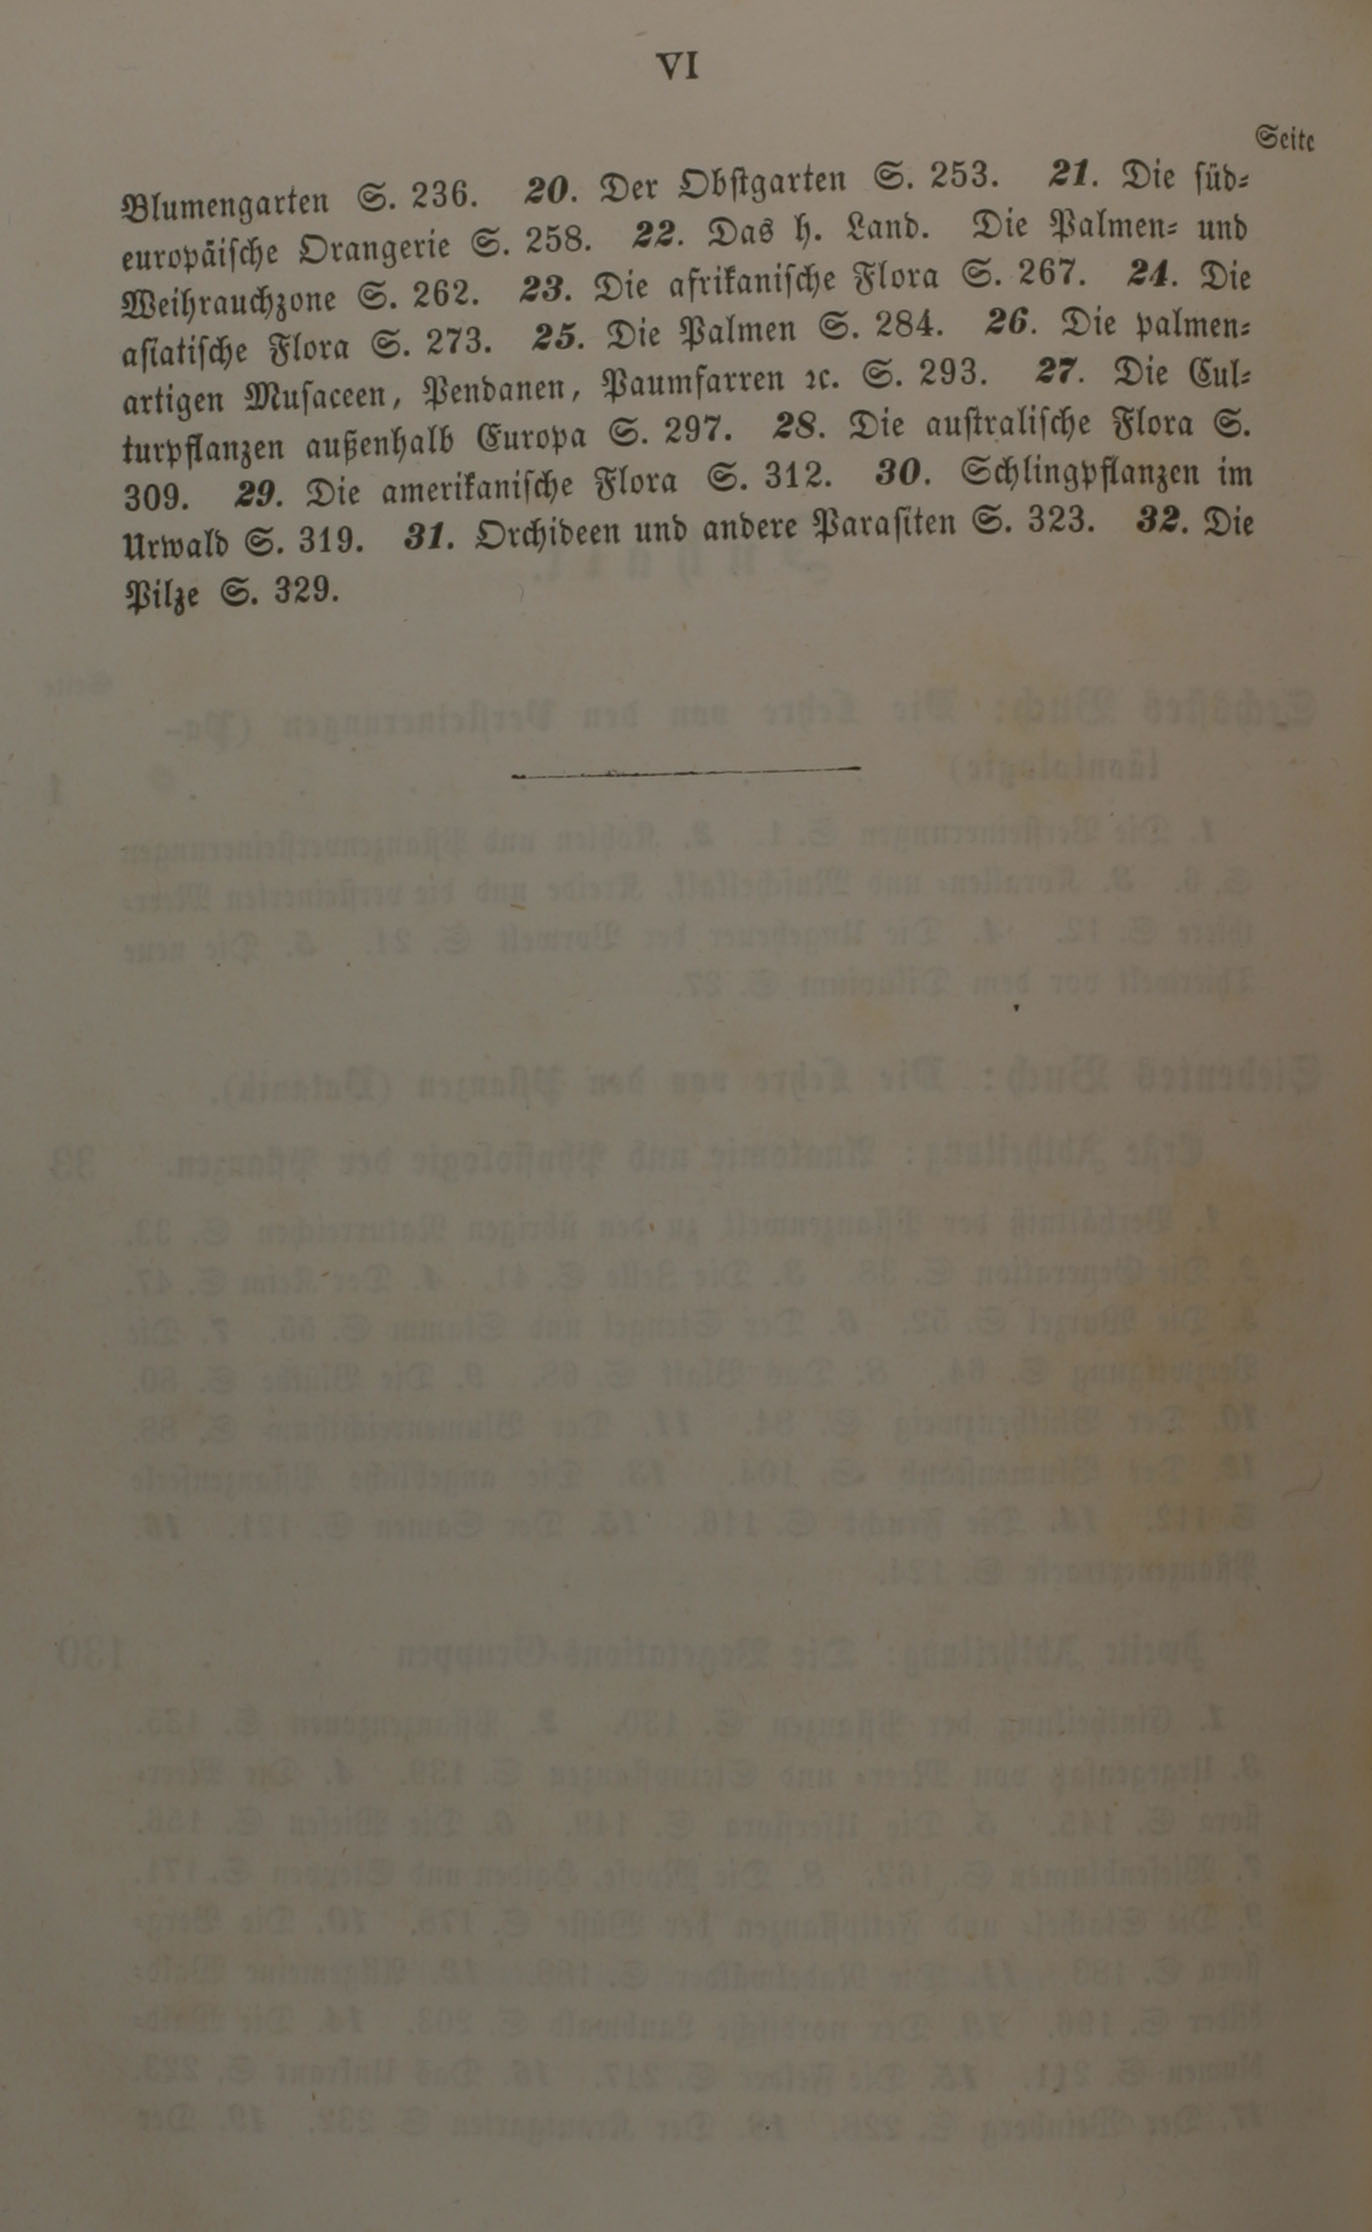 VI
Seite
Blumengarten S. 236. 20. Der Obstgarten S. 253. 21. Die süd-
europäische Orangerie S. 258. 22. Das h. Land. Die Palmen- und
Weihrauchzone S. 262. 23. Die afrikanische Flora S. 267. 24. Die
asiatische Flora S. 273. 25. Die Palmen S. 284. 26. Die palmen-
artigen Musaceen, Pendanen, Paumfarren ꝛc. S. 293. 27. Die Cul-
turpflanzen außenhalb Europa S. 297. 28. Die australische Flora S.
309. 29. Die amerikanische Flora S. 312. 30. Schlingpflanzen im
Urwald S. 319. 31. Orchideen und andere Parasiten S. 323. 32. Die
Pilze S. 329.